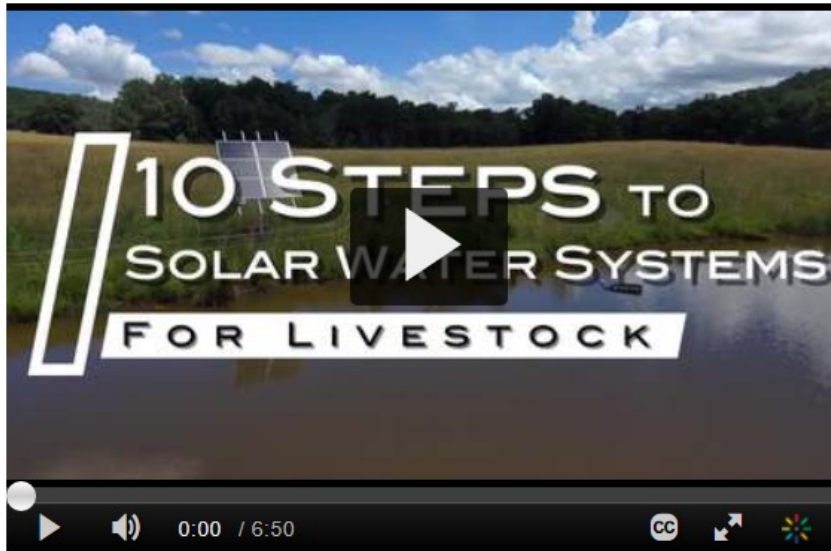 10 STEPS TO
SOLAR WATER SYSTEMS
FOR LIVESTOCK
0:00 / 6:50
CC